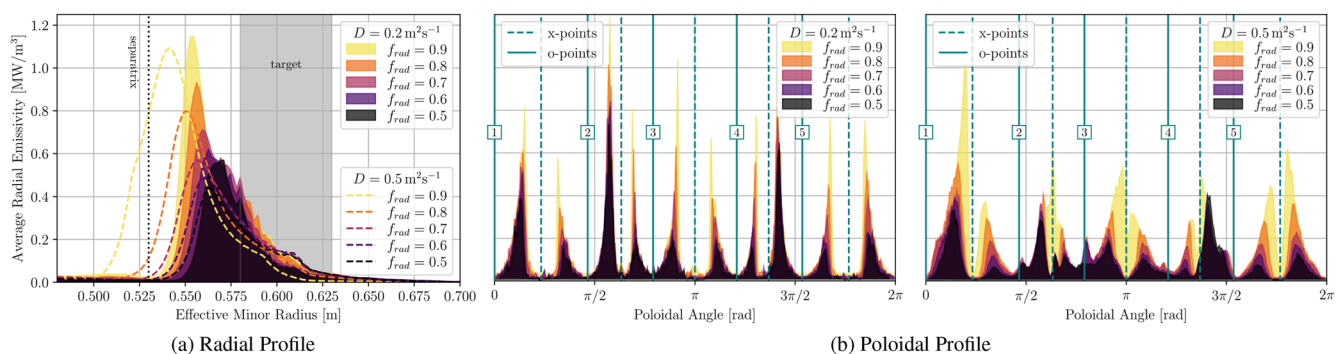 Average Radial Emissivity [MW/m³]
1.2
1.0
0.8
0.6
0.4
0.2
0.0
0.500
0.525
0.550
0.575
0.600
0.625
0.650
0.675
0.700
Effective Minor Radius [m]
separatrix
target
D = 0.2 m²s⁻¹
f_rad = 0.9
f_rad = 0.8
f_rad = 0.7
f_rad = 0.6
f_rad = 0.5
D = 0.5 m²s⁻¹
f_rad = 0.9
f_rad = 0.8
f_rad = 0.7
f_rad = 0.6
f_rad = 0.5
(a) Radial Profile
x-points
o-points
D = 0.2 m²s⁻¹
f_rad = 0.9
f_rad = 0.8
f_rad = 0.7
f_rad = 0.6
f_rad = 0.5
1
2
3
4
5
0
π/2
π
3π/2
2π
Poloidal Angle [rad]
x-points
o-points
D = 0.5 m²s⁻¹
f_rad = 0.9
f_rad = 0.8
f_rad = 0.7
f_rad = 0.6
f_rad = 0.5
1
2
3
4
5
0
π/2
π
3π/2
2π
Poloidal Angle [rad]
(b) Poloidal Profile